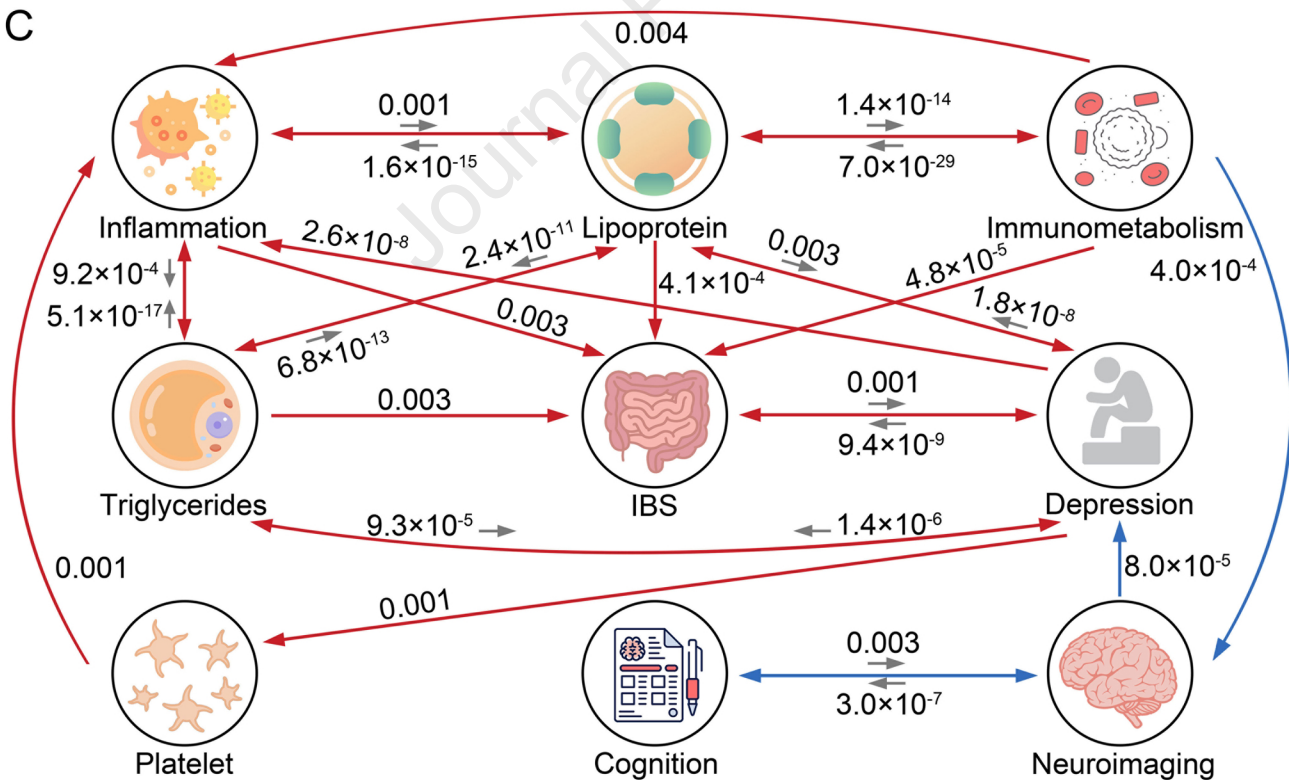 C
Journal P
0.004
0.001
1.6×10⁻¹⁵
1.4×10⁻¹⁴
7.0×10⁻²⁹
Inflammation
Lipoprotein
Immunometabolism
9.2×10⁻⁴
5.1×10⁻¹⁷
2.6×10⁻⁸
2.4×10⁻¹¹
4.1×10⁻⁴
0.003
4.8×10⁻⁵
4.0×10⁻⁴
1.8×10⁻⁸
0.003
6.8×10⁻¹³
0.003
0.001
9.4×10⁻⁹
Triglycerides
IBS
Depression
9.3×10⁻⁵
1.4×10⁻⁶
0.001
0.001
8.0×10⁻⁵
0.003
3.0×10⁻⁷
Platelet
Cognition
Neuroimaging